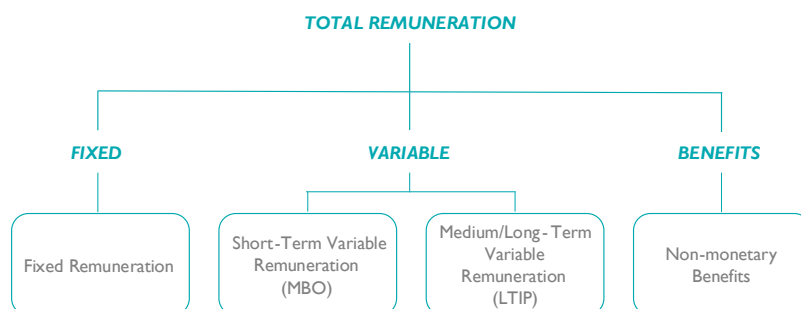 TOTAL REMUNERATION
FIXED
VARIABLE
BENEFITS
Fixed Remuneration
Short-Term Variable
Remuneration
(MBO)
Medium/Long-Term
Variable
Remuneration
(LTIP)
Non-monetary
Benefits